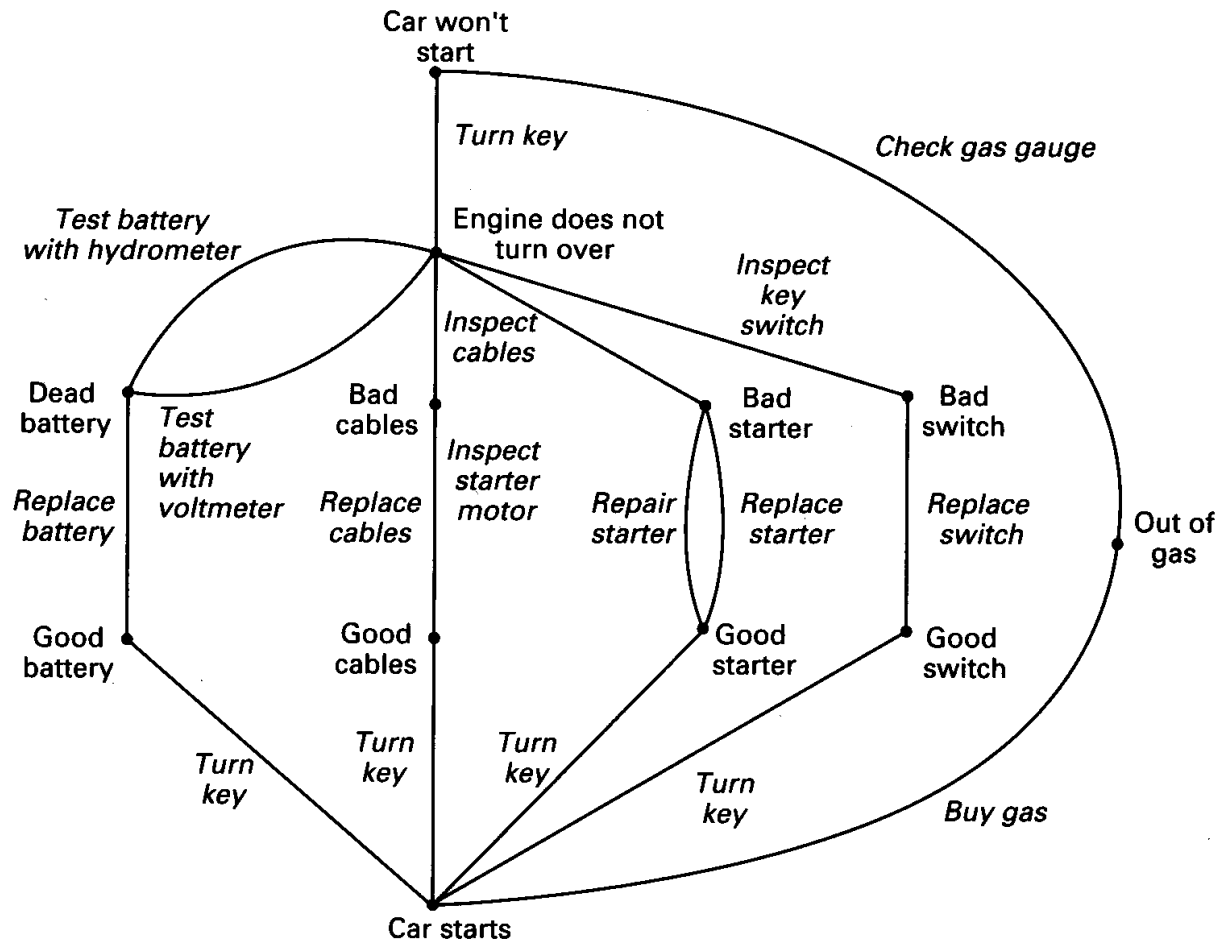 Car won't
start
Turn key
Check gas gauge
Test battery
with hydrometer
Engine does not
turn over
Inspect
key
switch
Inspect
cables
Dead
battery
Test
battery
with
voltmeter
Bad
cables
Bad
starter
Bad
switch
Replace
battery
Replace
cables
Inspect
starter
motor
Repair
starter
Replace
starter
Replace
switch
Out of
gas
Good
battery
Good
cables
Good
starter
Good
switch
Turn
key
Turn
key
Turn
key
Turn
key
Buy gas
Car starts